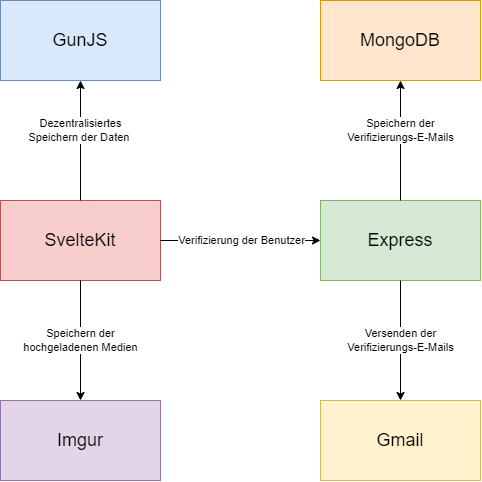 GunJS
MongoDB
Dezentralisiertes
Speichern der Daten
Speichern der
Verifizierungs-E-Mails
SvelteKit
Verifizierung der Benutzer
Express
Speichern der
hochgeladenen Medien
Versenden der
Verifizierungs-E-Mails
Imgur
Gmail